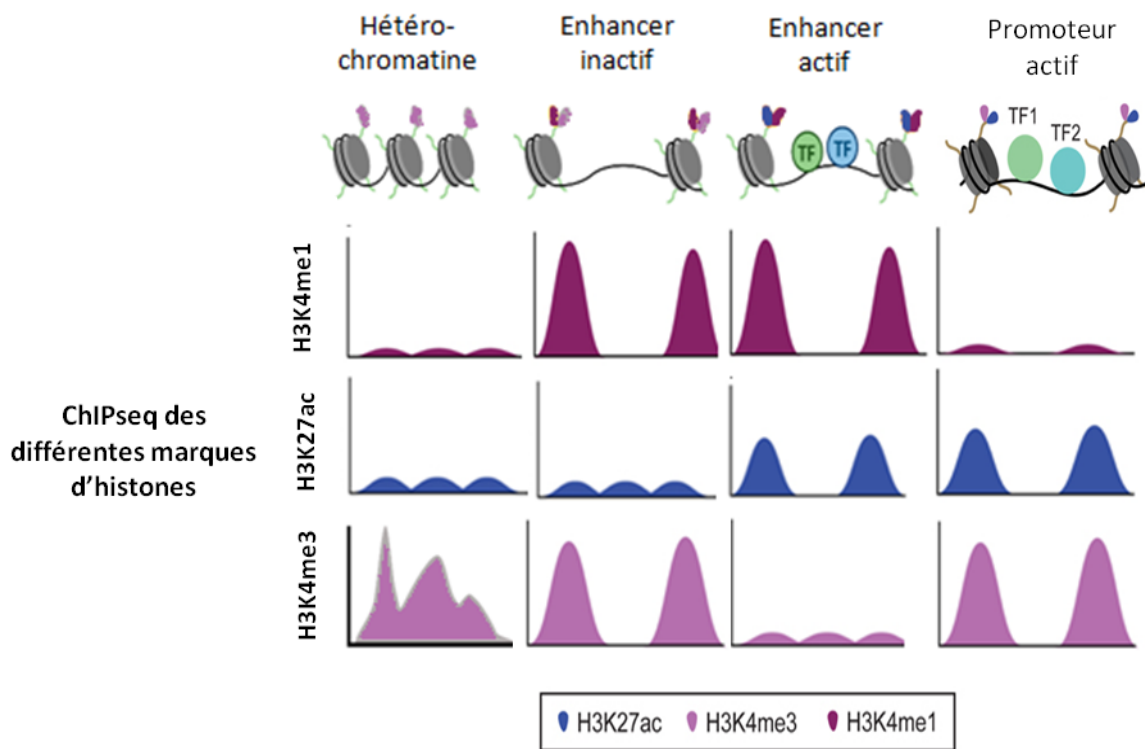 Hétéro-
chromatine
Enhancer
inactif
Enhancer
actif
Promoteur
actif
TF
TF
TF1
TF2
H3K4me1
ChIPseq des
différentes marques
d'histones
H3K27ac
H3K4me3
H3K27ac H3K4me3 H3K4me1